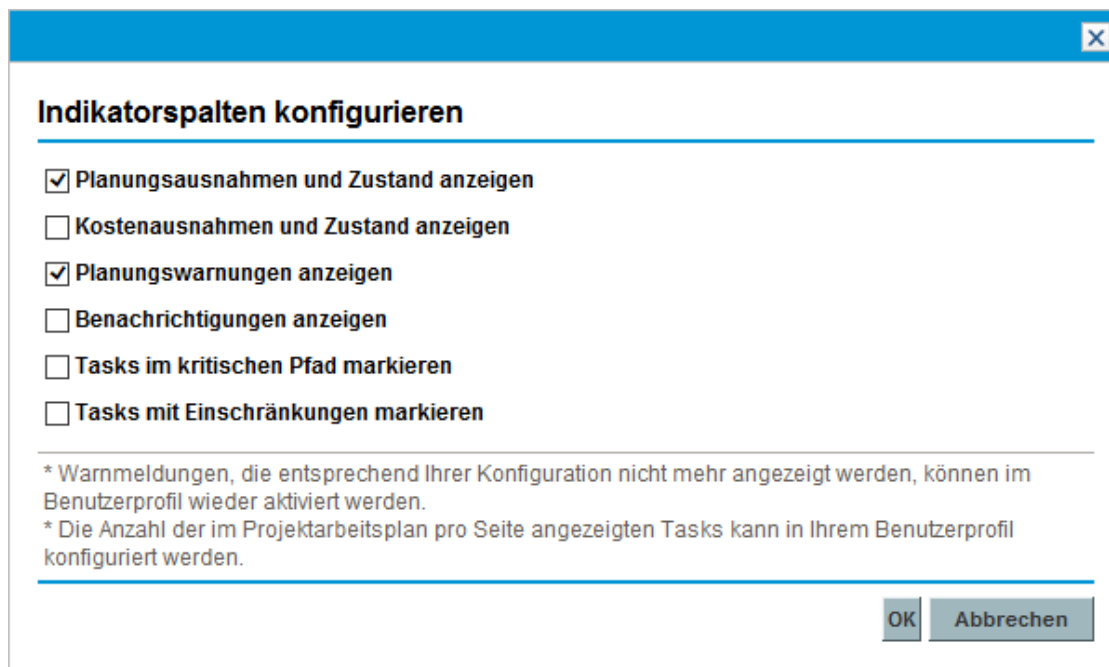 Indikatorspalten konfigurieren
Planungsausnahmen und Zustand anzeigen
Kostenausnahmen und Zustand anzeigen
Planungswarnungen anzeigen
Benachrichtigungen anzeigen
Tasks im kritischen Pfad markieren
Tasks mit Einschränkungen markieren
* Warnmeldungen, die entsprechend Ihrer Konfiguration nicht mehr angezeigt werden, können im
Benutzerprofil wieder aktiviert werden.
* Die Anzahl der im Projektarbeitsplan pro Seite angezeigten Tasks kann in Ihrem Benutzerprofil
konfiguriert werden.
OK Abbrechen